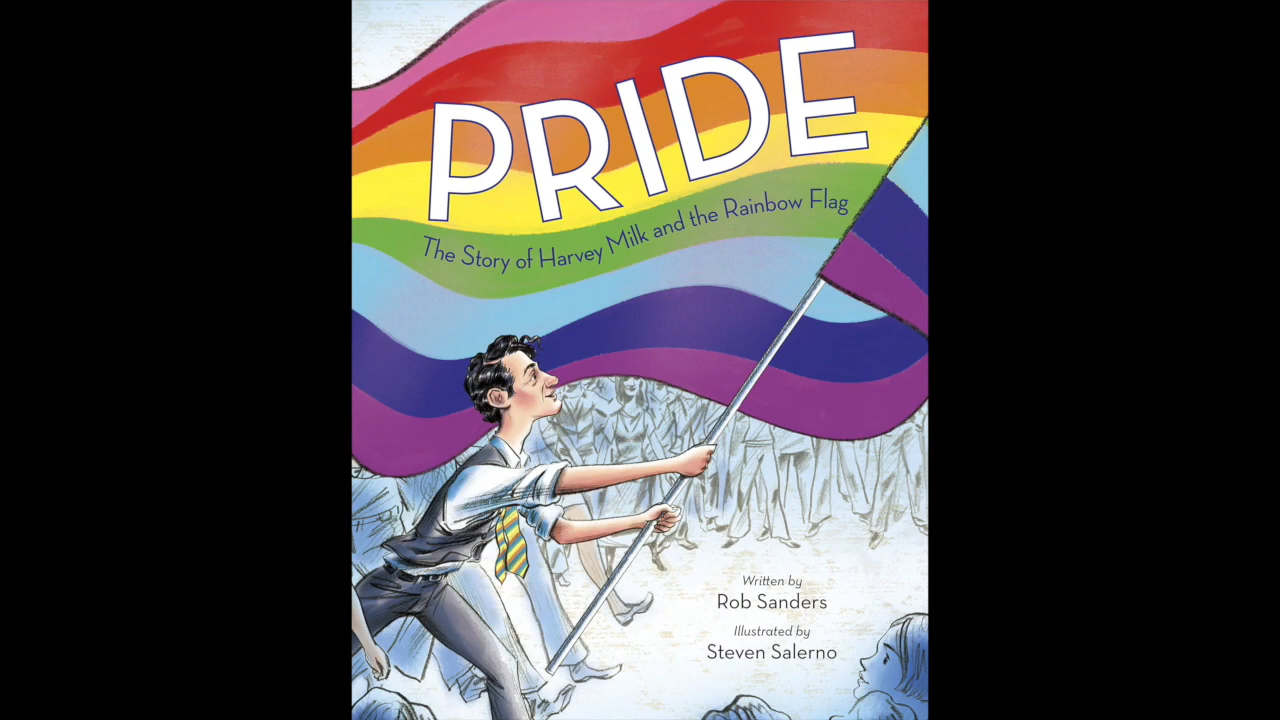 PRIDE
The Story of Harvey Milk and the Rainbow Flag
Written by
Rob Sanders
Illustrated by
Steven Salerno